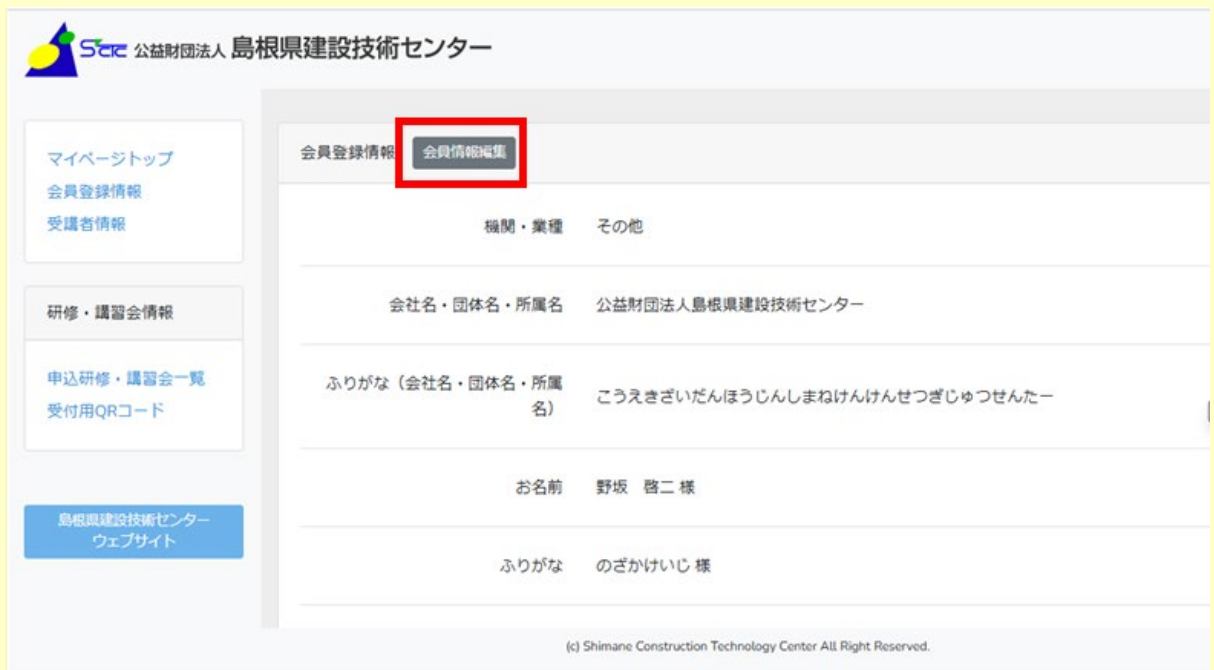 SCTC 公益財団法人 島根県建設技術センター
マイページトップ
会員登録情報
受講者情報
研修・講習会情報
申込研修・講習会一覧
受付用QRコード
島根県建設技術センター
ウェブサイト
会員登録情報 会員情報編集
機関・業種 その他
会社名・団体名・所属名 公益財団法人島根県建設技術センター
ふりがな（会社名・団体名・所属
名） こうえきざいだんほうじんしまねけんけんせつぎじゅつせんたー
お名前 野坂　啓二 様
ふりがな のざかけいじ 様
(c) Shimane Construction Technology Center All Right Reserved.